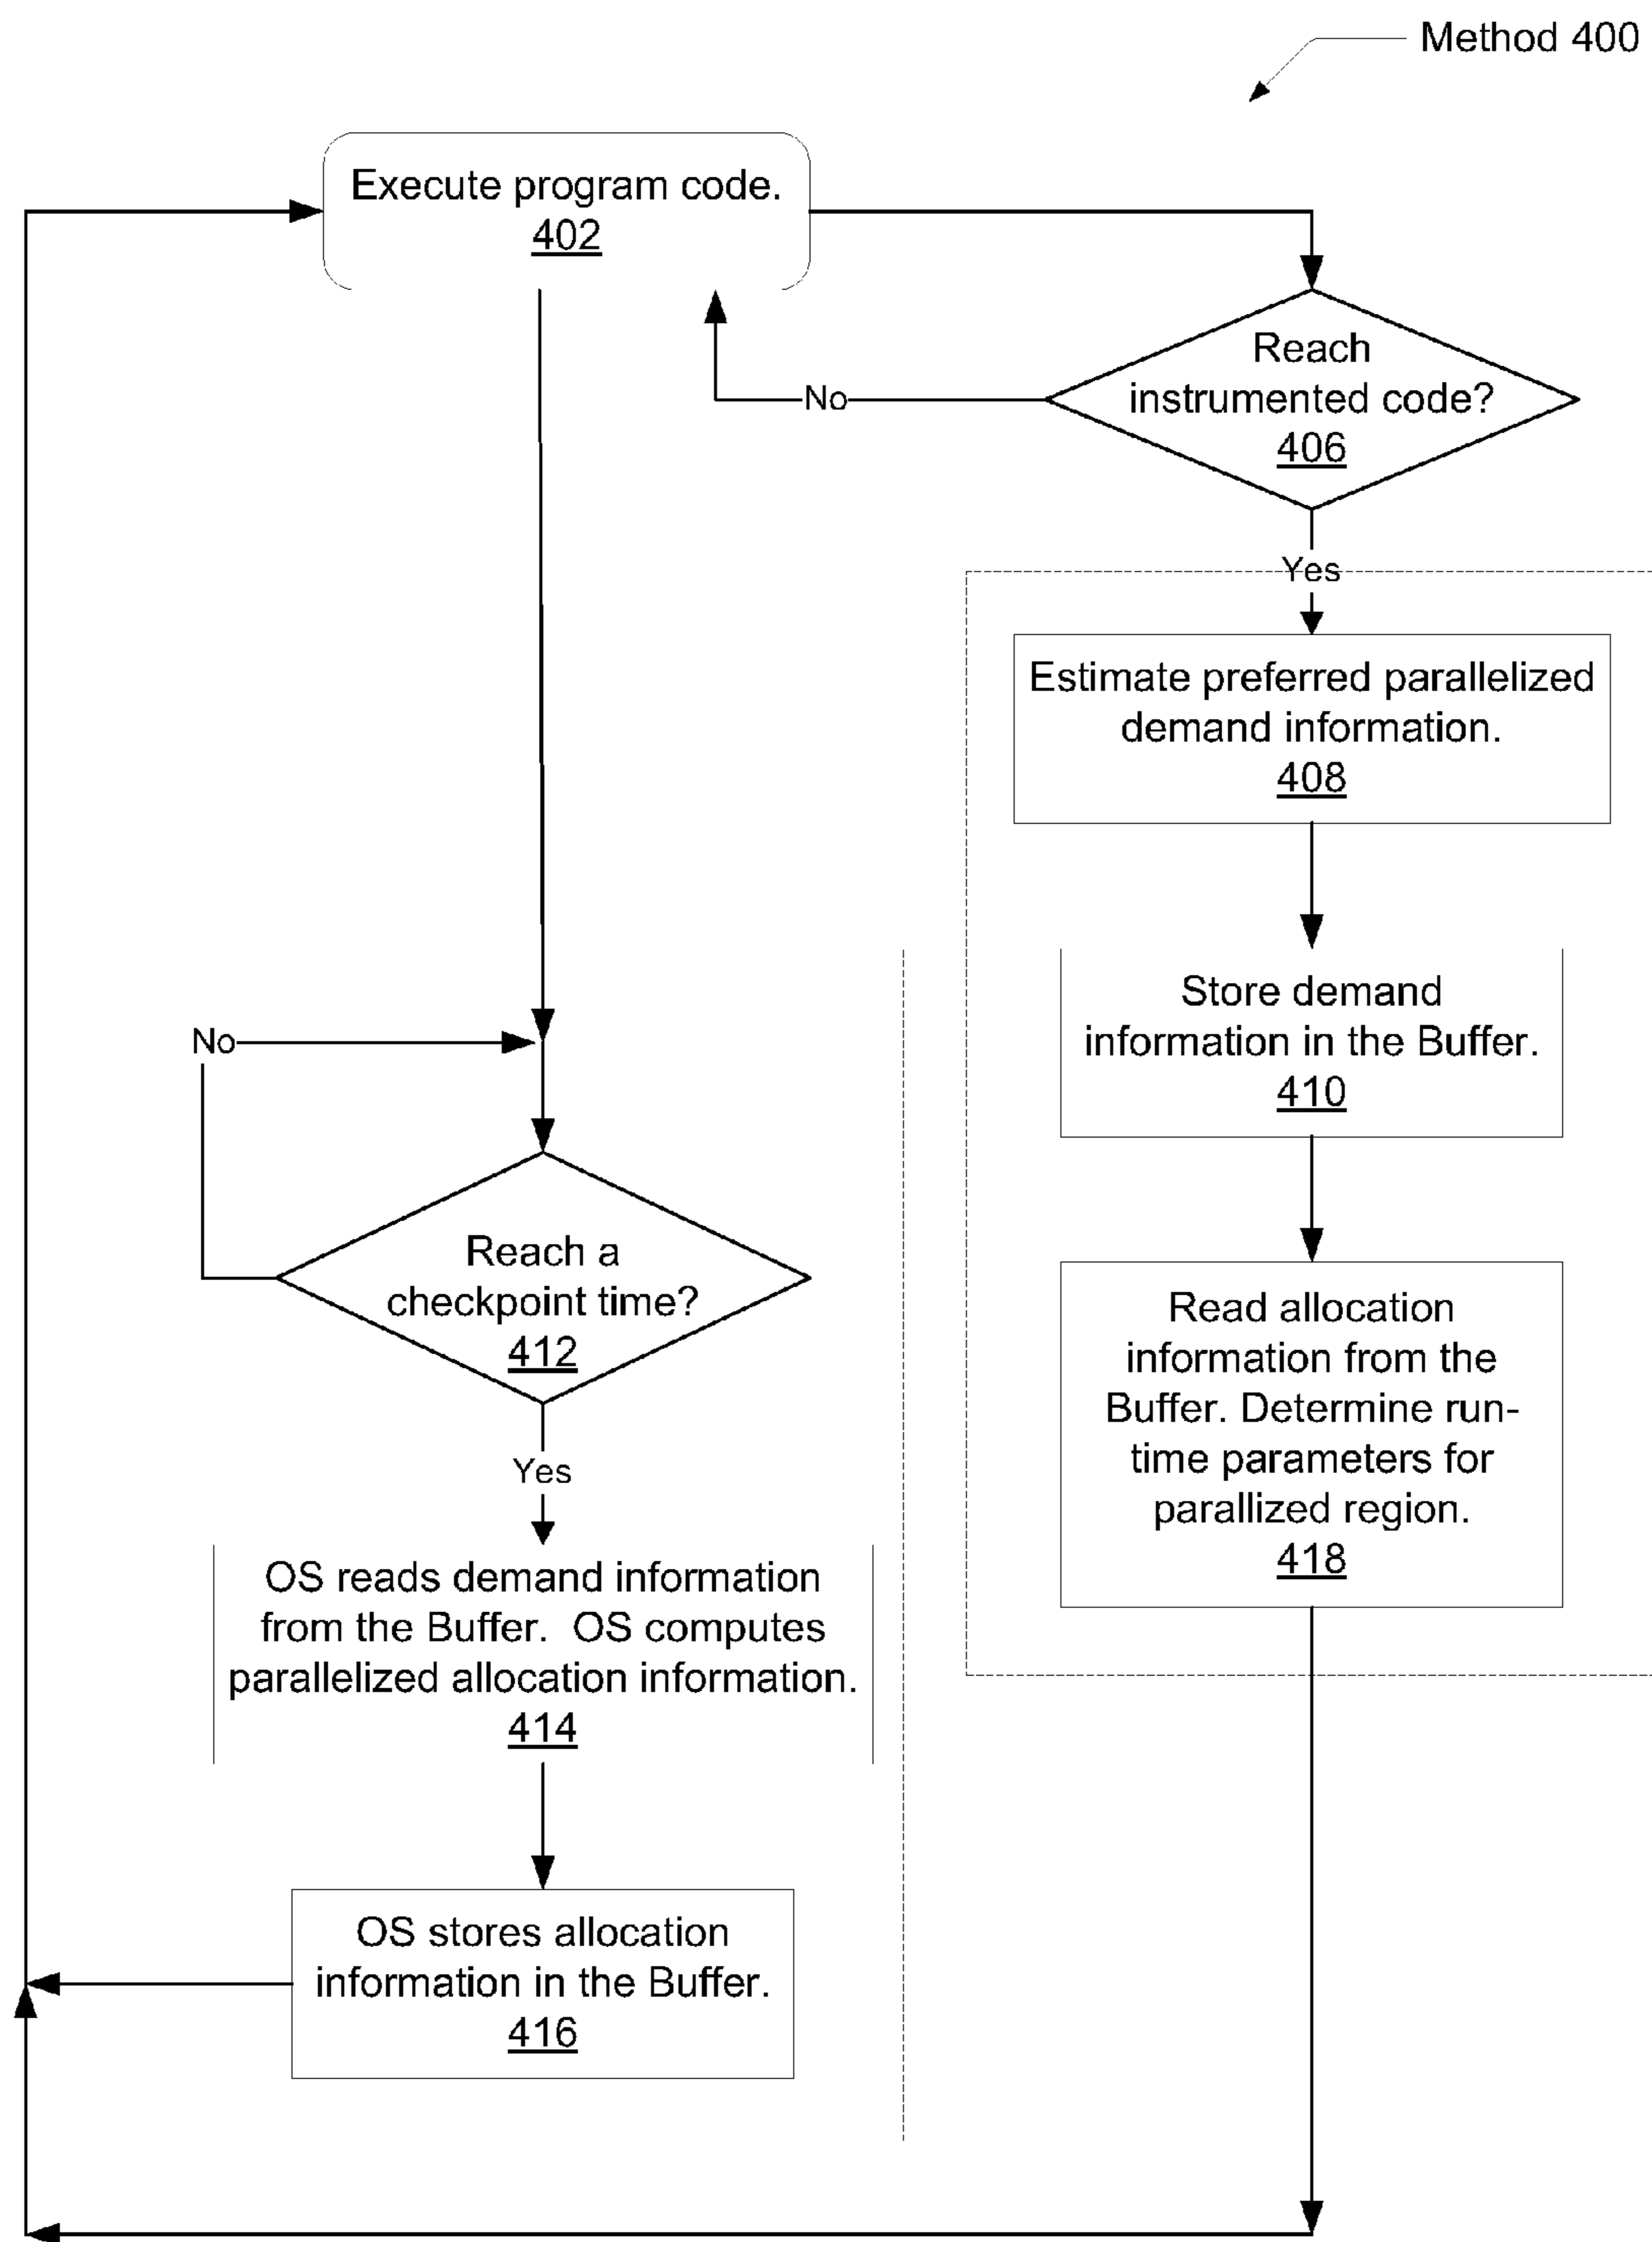 Method 400
Execute program code.
402
Reach
instrumented code?
406
No
Yes
Estimate preferred parallelized
demand information.
408
Store demand
information in the Buffer.
410
No
Reach a
checkpoint time?
412
Read allocation
information from the
Buffer. Determine run-
time parameters for
parallized region.
418
Yes
OS reads demand information
from the Buffer.  OS computes
parallelized allocation information.
414
OS stores allocation
information in the Buffer.
416